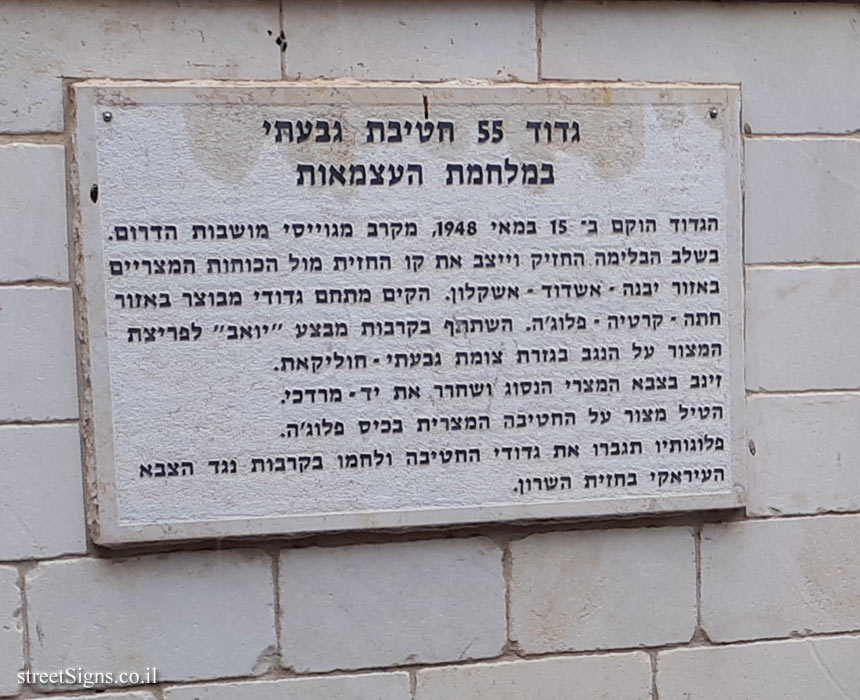 גדוד 55 חטיבת גבעתי
במלחמת העצמאות
הגדוד הוקם ב־ 15 במאי 1948, מקרב מגוייסי מושבות הדרום.
בשלב הבלימה החזיק וייצב את קו החזית מול הכוחות המצריים
באזור יבנה - אשדוד - אשקלון. הקים מתחם גדודי מבוצר באזור
חתה - קרטיה - פלוג'ה. השתתף בקרבות מבצע "יואב" לפריצת
המצור על הנגב בגזרת צומת גבעתי - חוליקאת.
זינב בצבא המצרי הנסוג ושחרר את יד - מרדכי.
הטיל מצור על החטיבה המצרית בכיס פלוג'ה.
פלוגותיו תגברו את גדודי החטיבה ולחמו בקרבות נגד הצבא
העיראקי בחזית השרון.
streetSigns.co.il